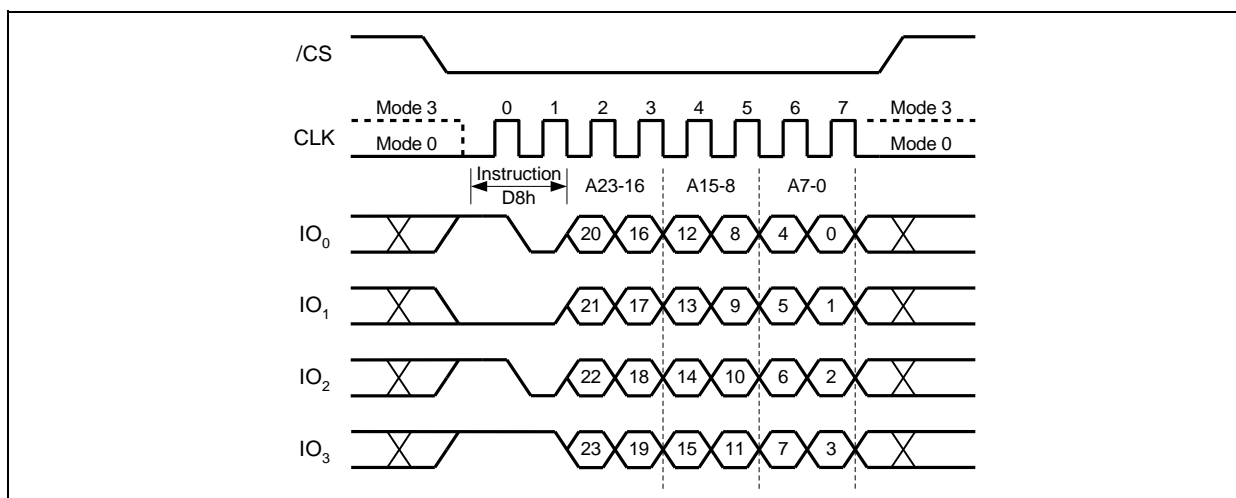 /CS
Mode 3 0 1 2 3 4 5 6 7 Mode 3
CLK
Mode 0 Mode 0
Instruction A23-16 A15-8 A7-0
D8h
IO0 20 16 12 8 4 0
IO1 21 17 13 9 5 1
IO2 22 18 14 10 6 2
IO3 23 19 15 11 7 3